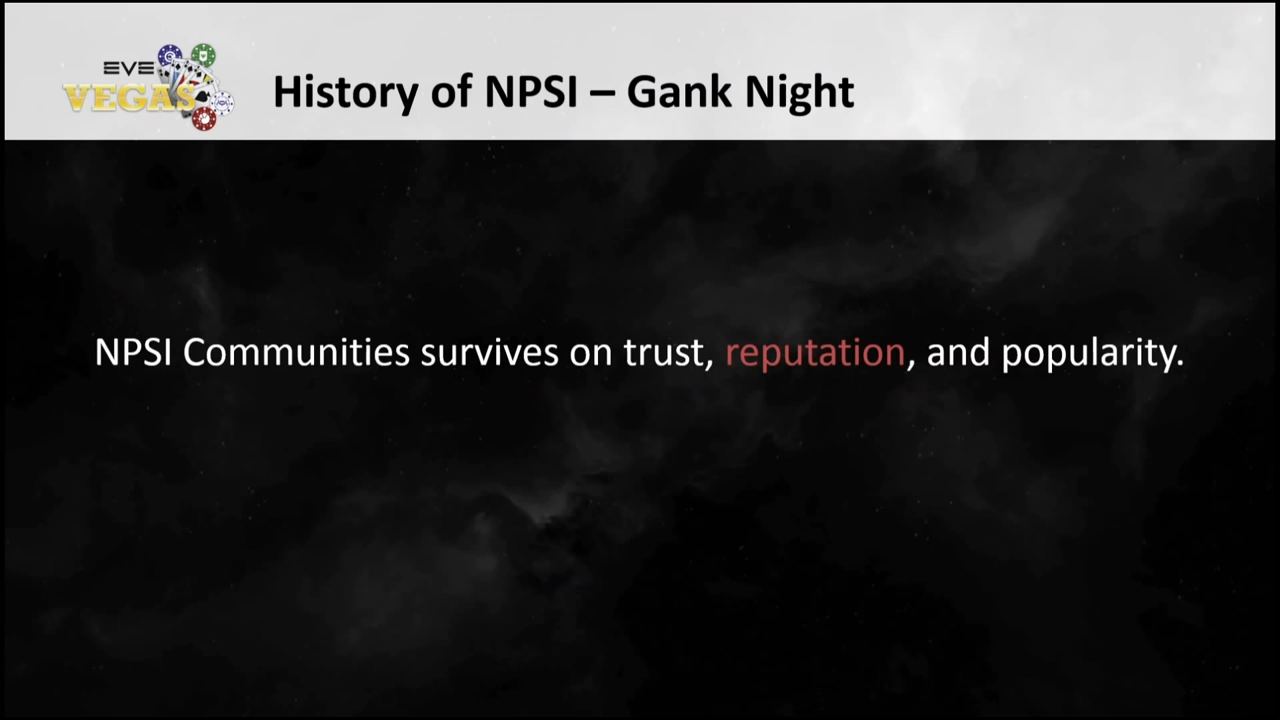 EVE
VEGAS
History of NPSI – Gank Night
NPSI Communities survives on trust, reputation, and popularity.